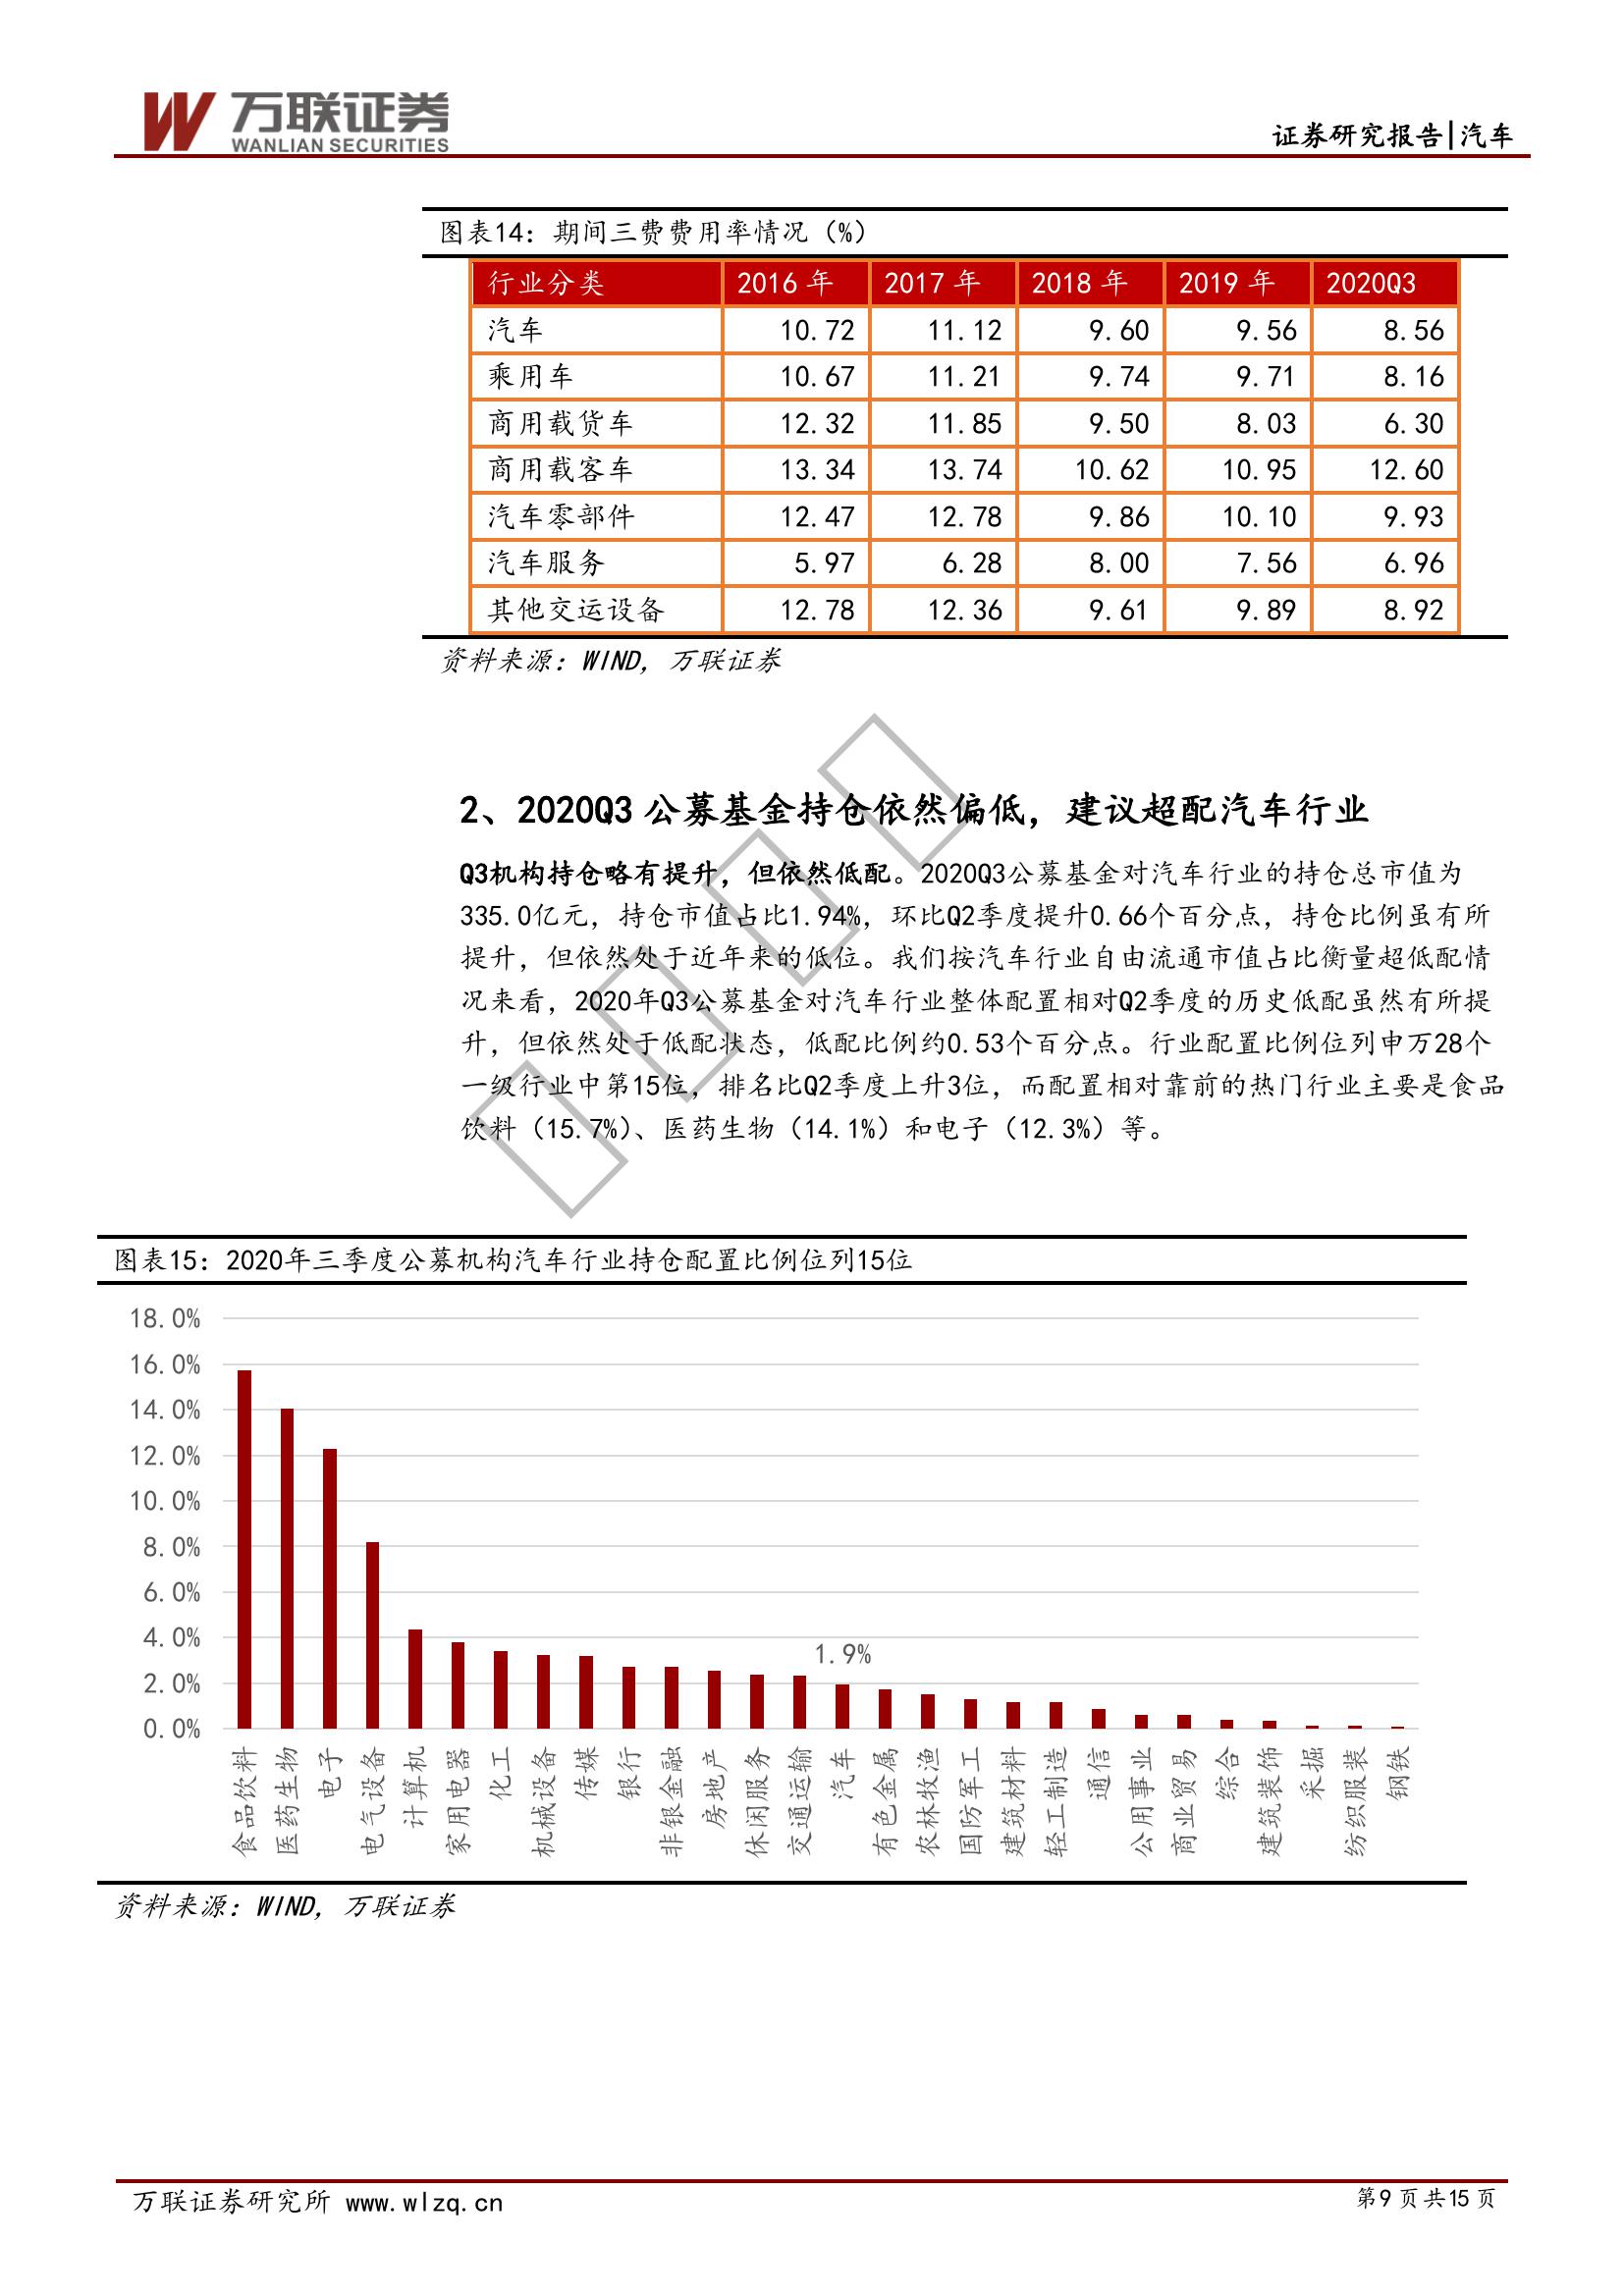 万联证券
WANLIAN SECURITIES
证券研究报告|汽车
图表14：期间三费费用率情况（%）
行业分类 2016 年 2017 年 2018 年 2019 年 2020Q3
汽车 10.72 11.12 9.60 9.56 8.56
乘用车 10.67 11.21 9.74 9.71 8.16
商用载货车 12.32 11.85 9.50 8.03 6.30
商用载客车 13.34 13.74 10.62 10.95 12.60
汽车零部件 12.47 12.78 9.86 10.10 9.93
汽车服务 5.97 6.28 8.00 7.56 6.96
其他交运设备 12.78 12.36 9.61 9.89 8.92
资料来源：WIND，万联证券
2、2020Q3 公募基金持仓依然偏低，建议超配汽车行业
Q3机构持仓略有提升，但依然低配。2020Q3公募基金对汽车行业的持仓总市值为
335.0亿元，持仓市值占比1.94%，环比Q2季度提升0.66个百分点，持仓比例虽有所
提升，但依然处于近年来的低位。我们按汽车行业自由流通市值占比衡量超低配情
况来看，2020年Q3公募基金对汽车行业整体配置相对Q2季度的历史低配虽然有所提
升，但依然处于低配状态，低配比例约0.53个百分点。行业配置比例位列申万28个
一级行业中第15位，排名比Q2季度上升3位，而配置相对靠前的热门行业主要是食品
饮料（15.7%）、医药生物（14.1%）和电子（12.3%）等。
图表15：2020年三季度公募机构汽车行业持仓配置比例位列15位
18.0%
16.0%
14.0%
12.0%
10.0%
8.0%
6.0%
4.0%
2.0%
0.0%
1.9%
食品饮料
医药生物
电子
电气设备
计算机
家用电器
化工
机械设备
传媒
银行
非银金融
房地产
休闲服务
交通运输
汽车
有色金属
农林牧渔
国防军工
建筑材料
轻工制造
通信
公用事业
商业贸易
综合
建筑装饰
采掘
纺织服装
钢铁
资料来源：WIND，万联证券
万联证券研究所 www.wlzq.cn
第9 页共15 页